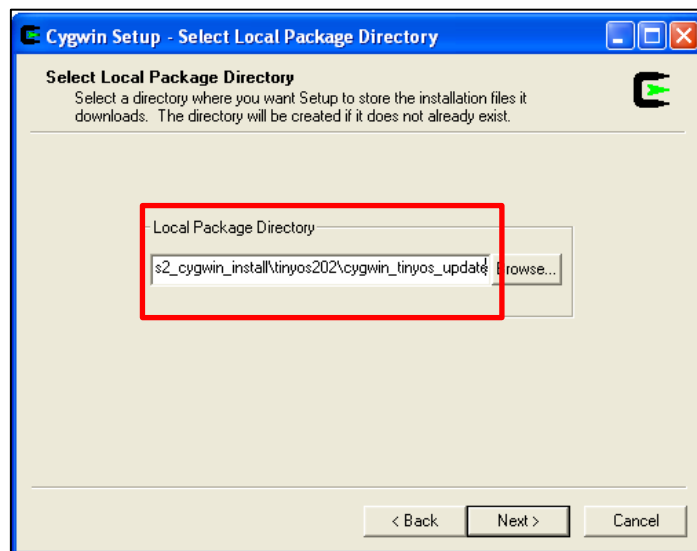 Cygwin Setup - Select Local Package Directory
Select Local Package Directory
Select a directory where you want Setup to store the installation files it
downloads. The directory will be created if it does not already exist.
Local Package Directory
s2_cygwin_install\tinyos202\cygwin_tinyos_update
Browse...
< Back
Next >
Cancel